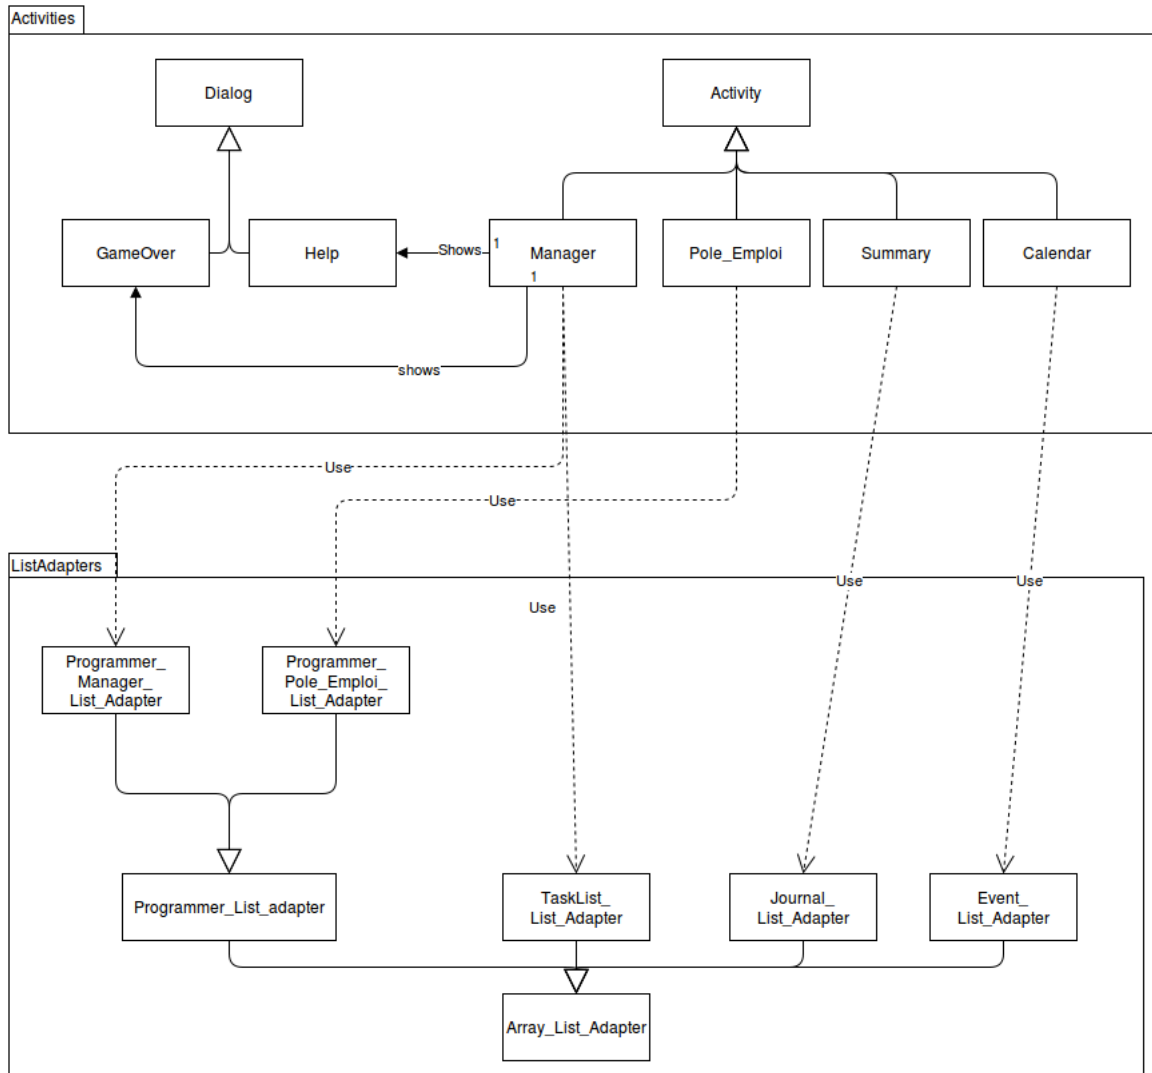 Activities
Dialog
Activity
GameOver
Help
Shows
1
Manager
1
Pole_Emploi
Summary
Calendar
shows
Use
Use
ListAdapters
Use
Use
Use
Programmer_
Manager_
List_Adapter
Programmer_
Pole_Emploi_
List_Adapter
Programmer_List_adapter
TaskList_
List_Adapter
Journal_
List_Adapter
Event_
List_Adapter
Array_List_Adapter